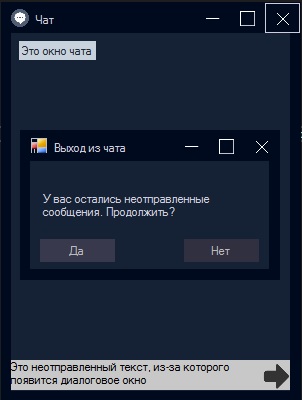 Чат
Это окно чата
Выход из чата
У вас остались неотправленные
сообщения. Продолжить?
Да
Нет
Это неотправленный текст, из-за которого
появится диалоговое окно